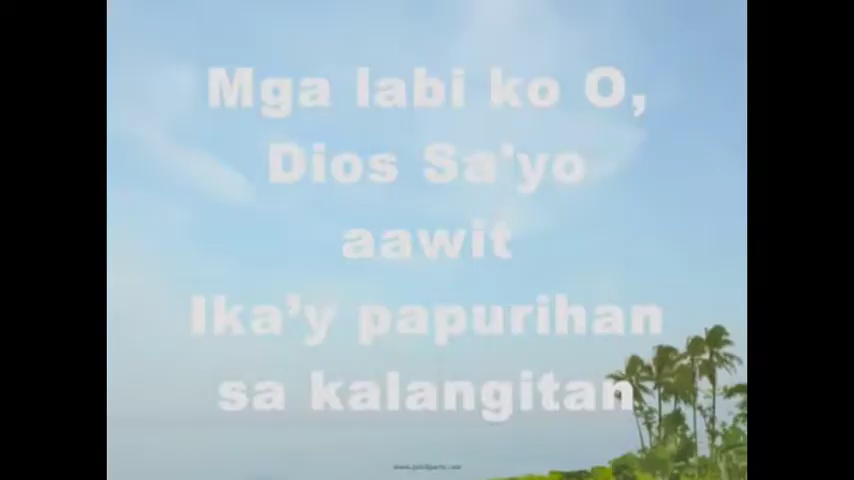 Mga labi ko O,
Dios Sa'yo
aawit
Ika’y papurihan
sa kalangitan